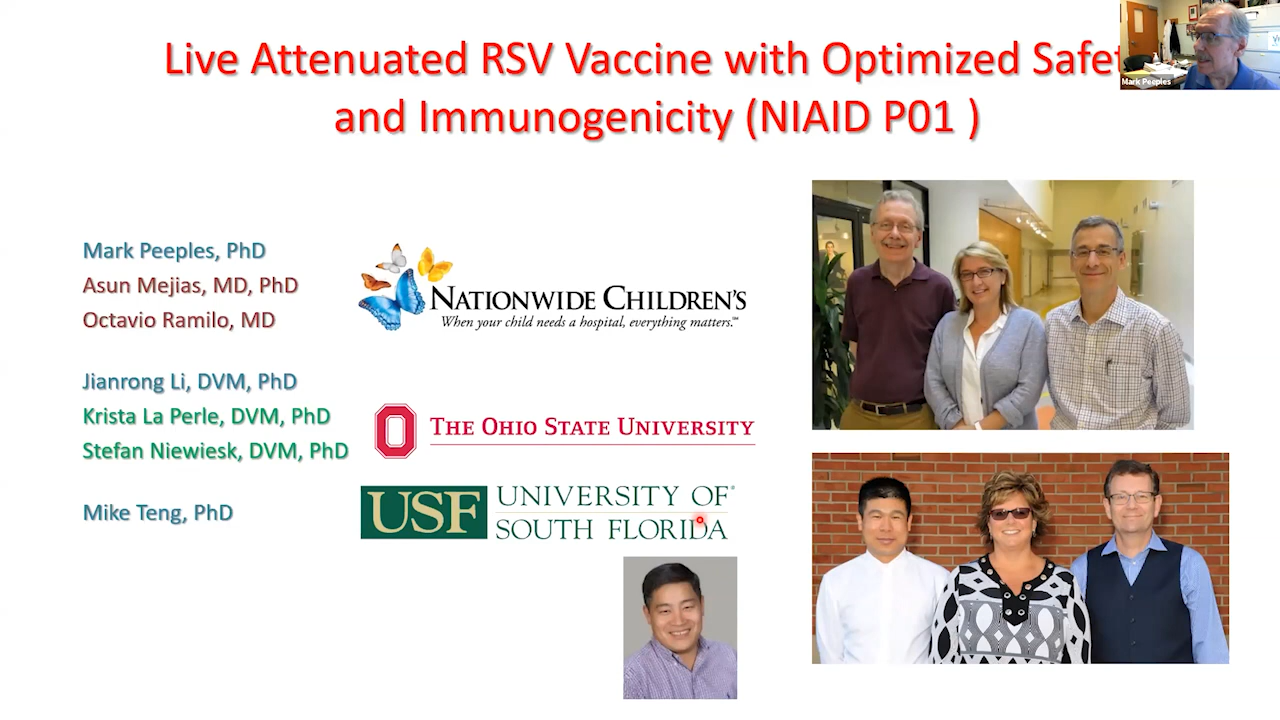 Live Attenuated RSV Vaccine with Optimized Safet
and Immunogenicity (NIAID P01 )
Mark Peeples
Mark Peeples, PhD
Asun Mejias, MD, PhD
Octavio Ramilo, MD
NATIONWIDE CHILDREN'S
When your child needs a hospital, everything matters.℠
Jianrong Li, DVM, PhD
Krista La Perle, DVM, PhD
Stefan Niewiesk, DVM, PhD
THE OHIO STATE UNIVERSITY
Mike Teng, PhD
USF
UNIVERSITY OF®
SOUTH FLORIDA